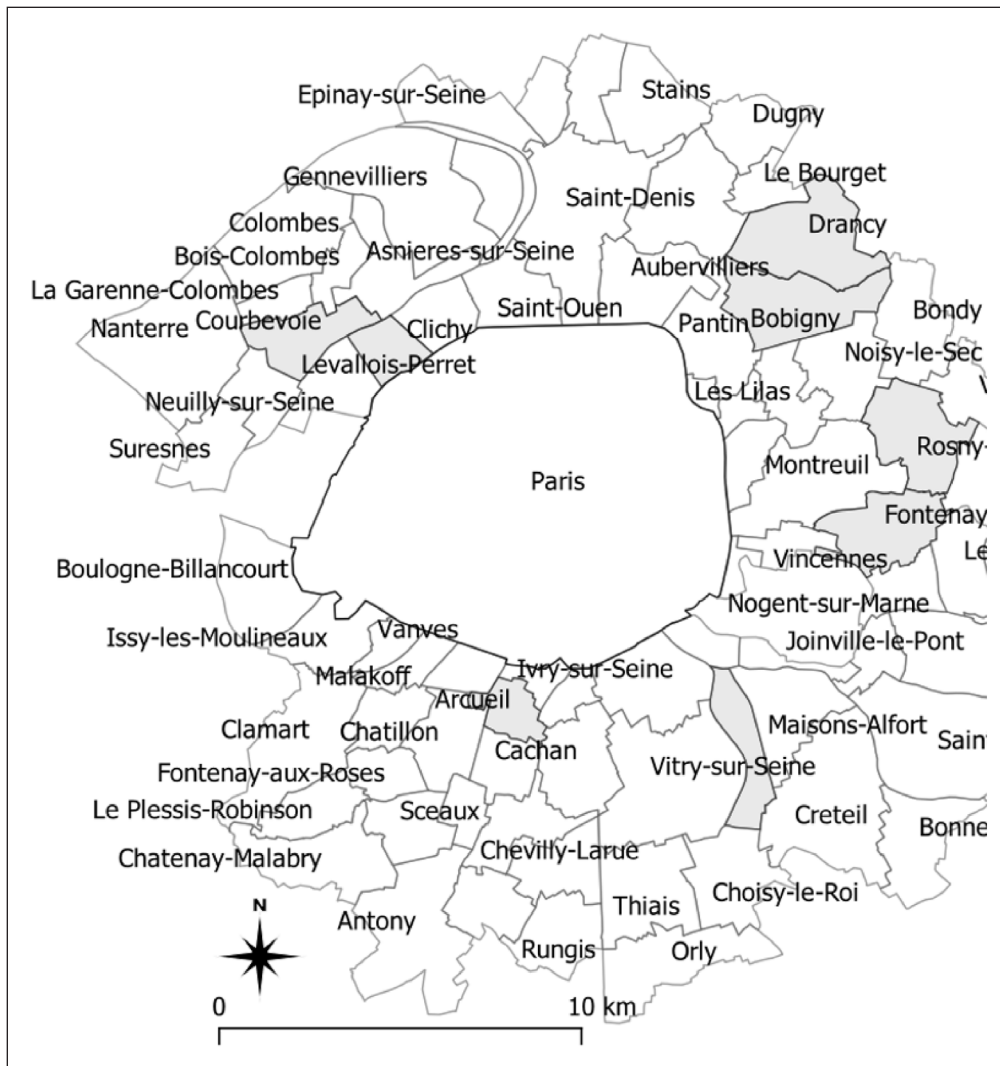 Stains
Epinay-sur-Seine
Dugny
Le Bourget
Gennevilliers
Saint-Denis
Colombes
Drancy
Bois-Colombes
Asnieres-sur-Seine
Aubervilliers
La Garenne-Colombes
Saint-Ouen
Bondy
Nanterre
Courbevoie
Clichy
Pantin
Bobigny
Noisy-le-Sec
Levallois-Perret
V
Les Lilas
Neuilly-sur-Seine
Suresnes
Rosny-
Montreuil
Paris
Fontenay
Le
Vincennes
Boulogne-Billancourt
Nogent-sur-Marne
Issy-les-Moulineaux
Vanves
Joinville-le-Pont
Malakoff
Ivry-sur-Seine
Arcueil
Clamart
Chatillon
Maisons-Alfort
Saint
Cachan
Fontenay-aux-Roses
Vitry-sur-Seine
Le Plessis-Robinson
Sceaux
Creteil
Bonne
Chatenay-Malabry
Chevilly-Larue
Choisy-le-Roi
Antony
Thiais
Rungis
Orly
N
0
10 km